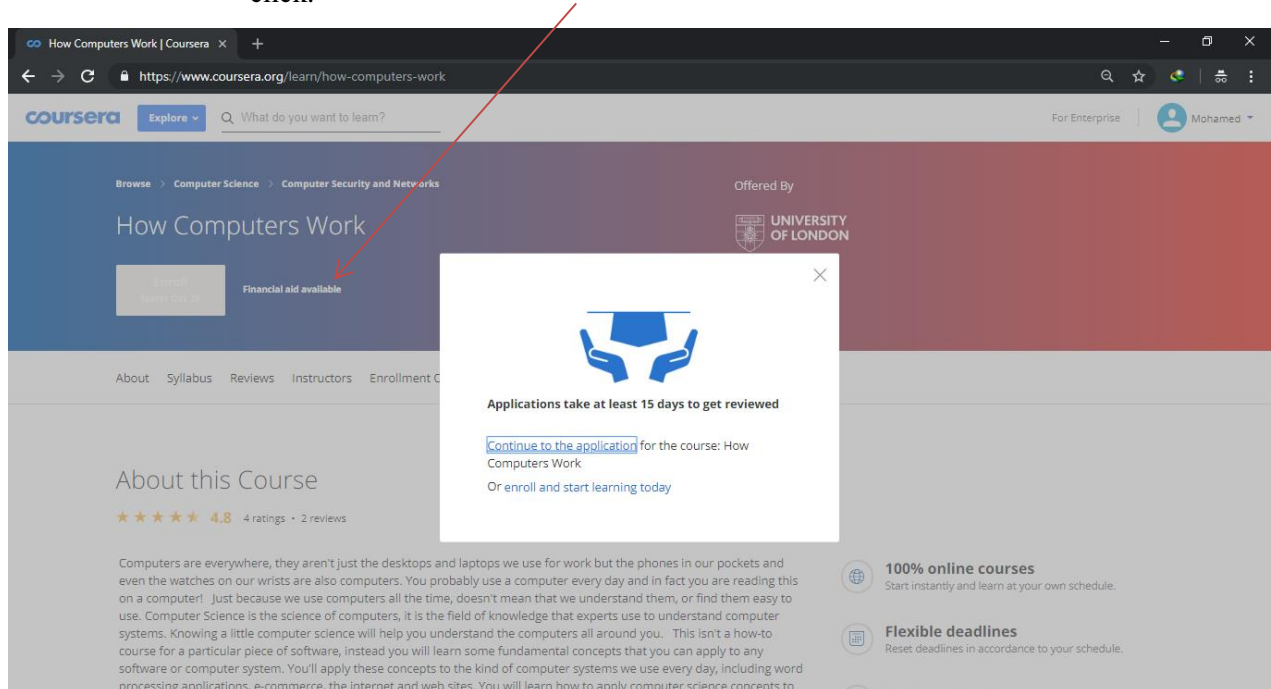 click.
How Computers Work | Coursera
https://www.coursera.org/learn/how-computers-work
coursera Explore What do you want to learn? For Enterprise Mohamed
Browse > Computer Science > Computer Security and Networks
Offered By
How Computers Work
UNIVERSITY
OF LONDON
Enroll
Financial aid available
About Syllabus Reviews Instructors Enrollment
Applications take at least 15 days to get reviewed
Continue to the application for the course: How
Computers Work
Or enroll and start learning today
About this Course
4.8 4 ratings • 2 reviews
Computers are everywhere, they aren't just the desktops and laptops we use for work but the phones in our pockets and
even the watches on our wrists are also computers. You probably use a computer every day and in fact you are reading this
on a computer! Just because we use computers all the time, doesn't mean that we understand them, or find them easy to
use. Computer Science is the science of computers, it is the field of knowledge that experts use to understand computer
systems. Knowing a little computer science will help you understand the computers all around you. This isn't a how-to
course for a particular piece of software, instead you will learn some fundamental concepts that you can apply to any
software or computer system. You'll apply these concepts to the kind of computer systems we use every day, including word
processing applications, e-commerce, the internet and web sites. You will learn how to apply computer science concepts to
100% online courses
Start instantly and learn at your own schedule.
Flexible deadlines
Reset deadlines in accordance to your schedule.